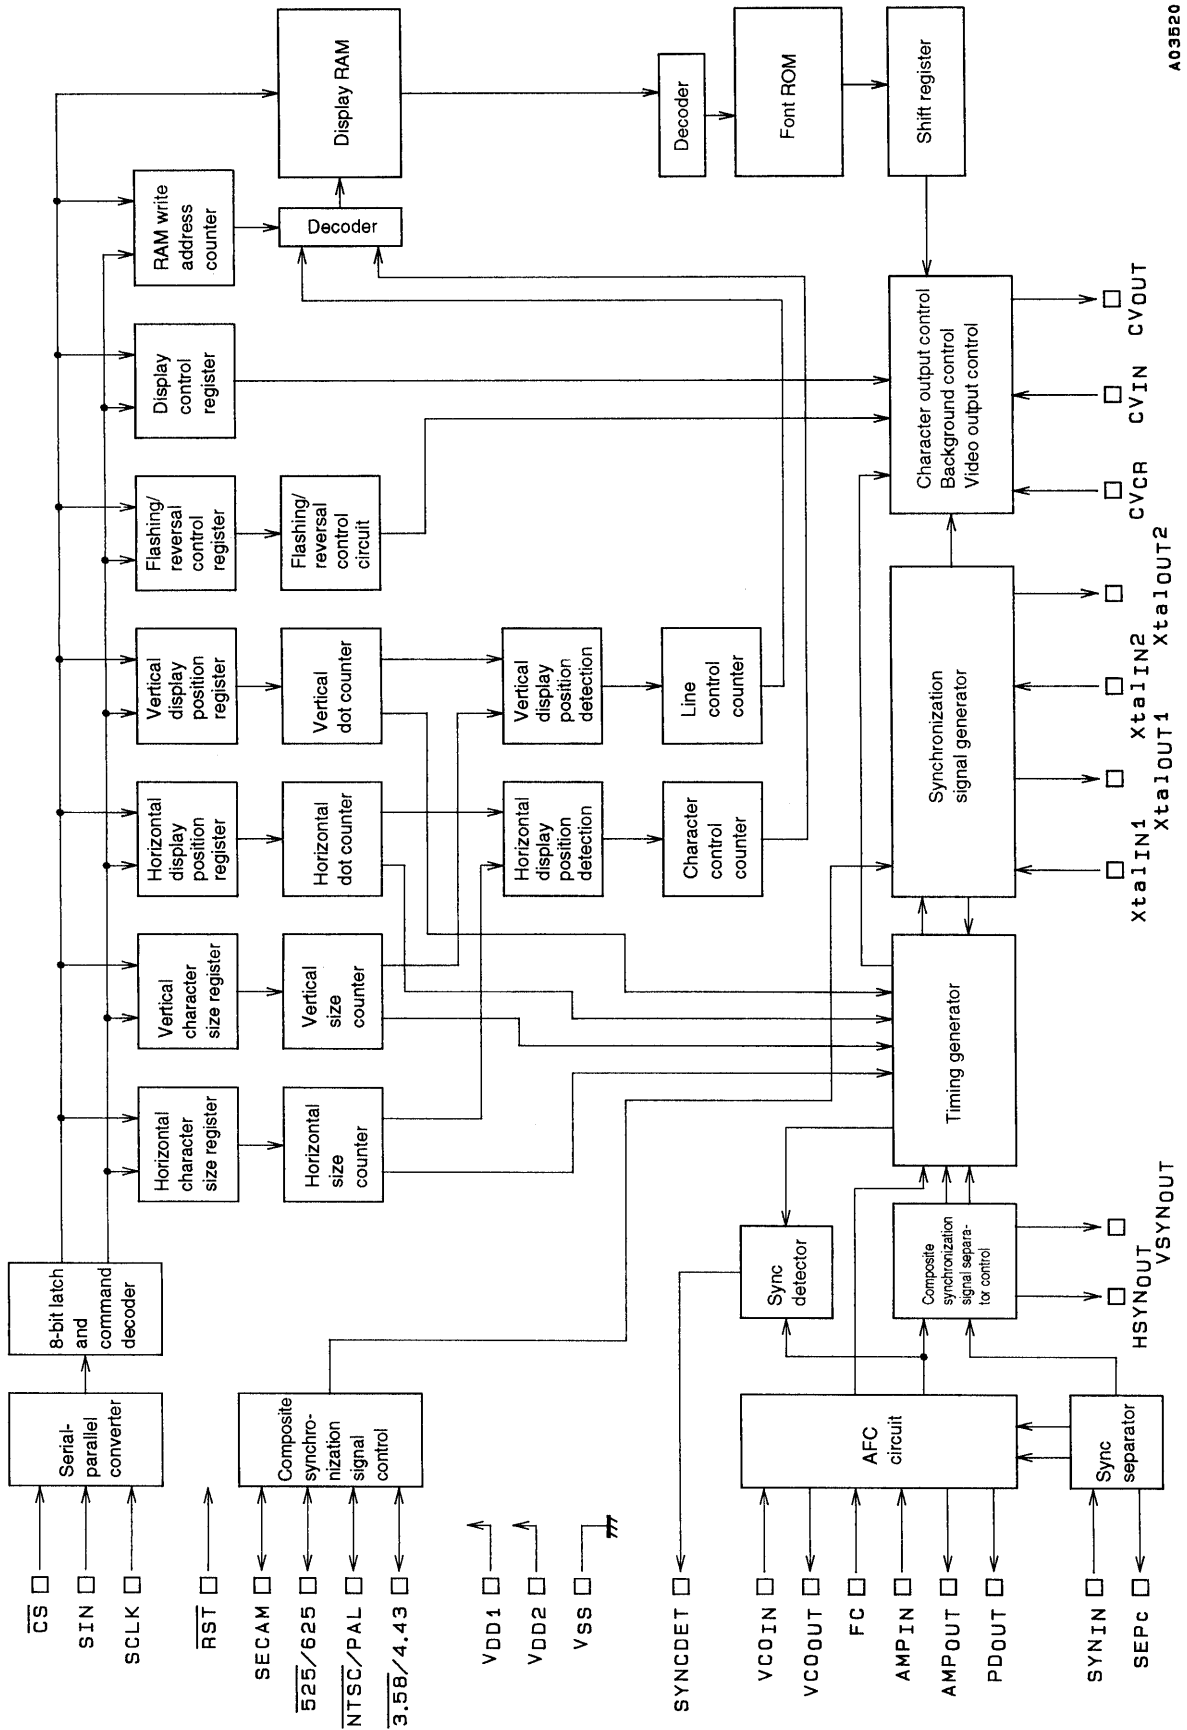 CS
SIN
SCLK
RST
SECAM
525/625
NTSC/PAL
3.58/4.43
VDD1
VDD2
VSS
SYNCDET
VCOIN
VCOOUT
FC
AMPIN
AMPOUT
PDOUT
SYNIN
SEPC
Serial-
parallel
converter
8-bit latch
and
command
decoder
Composite
synchro-
nization
signal
control
AFC
circuit
Sync
separator
Sync
detector
Composite
synchronization
signal separa-
tor control
HSYNOUT
VSYNOUT
Horizontal
character
size register
Horizontal
size
counter
Vertical
character
size register
Vertical
size
counter
Horizontal
display
position
register
Horizontal
dot counter
Horizontal
display
position
detection
Character
control
counter
Vertical
display
position
register
Vertical
dot counter
Vertical
display
position
detection
Line
control
counter
Flashing/
reversal
control
register
Flashing/
reversal
control
circuit
Display
control
register
RAM write
address
counter
Decoder
Display RAM
Decoder
Font ROM
Shift register
Timing generator
Synchronization
signal generator
Character output control
Background control
Video output control
XtalIN1
XtalOUT1
XtalIN2
XtalOUT2
CVCR
CVIN
CVOUT
A03520